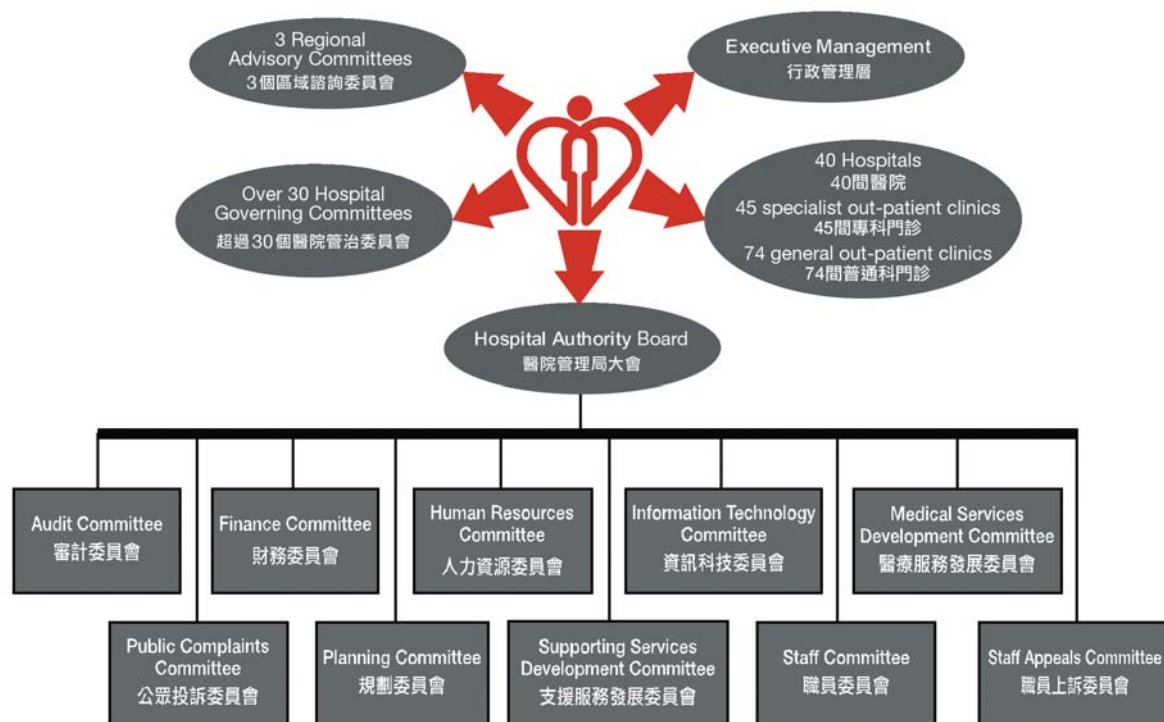 3 Regional
Advisory Committees
3個區域諮詢委員會
Executive Management
行政管理層
Over 30 Hospital
Governing Committees
超過30個醫院管治委員會
40 Hospitals
40間醫院
45 specialist out-patient clinics
45間專科門診
74 general out-patient clinics
74間普通科門診
Hospital Authority Board
醫院管理局大會
Audit Committee
審計委員會
Finance Committee
財務委員會
Human Resources
Committee
人力資源委員會
Information Technology
Committee
資訊科技委員會
Medical Services
Development Committee
醫療服務發展委員會
Public Complaints
Committee
公眾投訴委員會
Planning Committee
規劃委員會
Supporting Services
Development Committee
支援服務發展委員會
Staff Committee
職員委員會
Staff Appeals Committee
職員上訴委員會